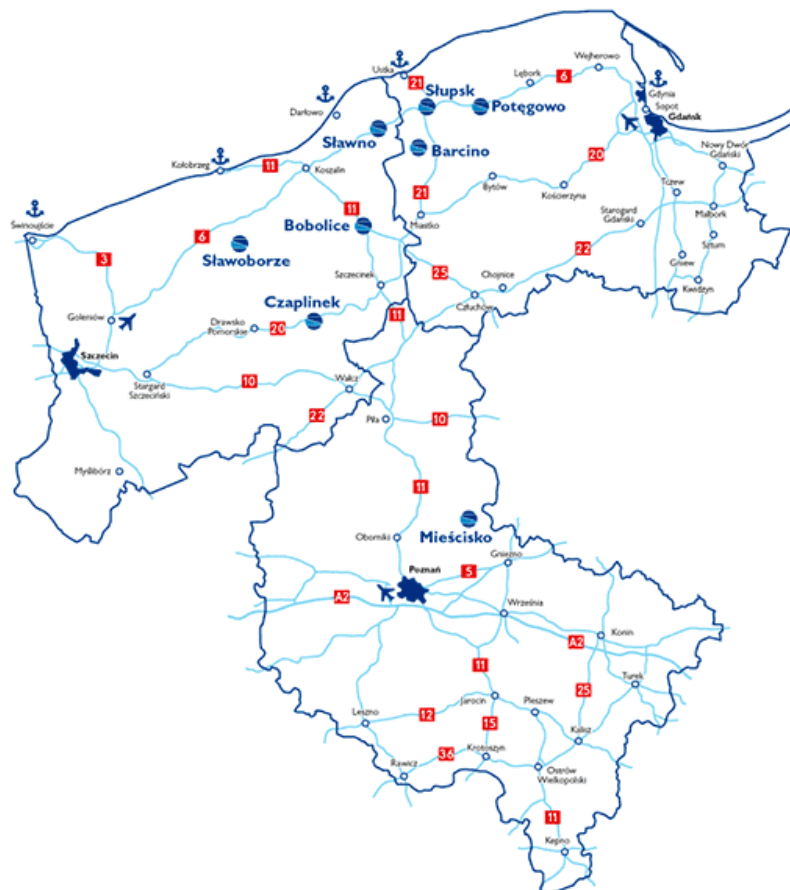 Wejherowo
Ustka
Lębork
6
21
Gdynia
Słupsk
Sopot
Potęgowo
Gdańsk
Darłowo
Sławno
Barcino
Nowy Dwór
Gdański
20
Kołobrzeg
11
Koszalin
Bytów
Kościerzyna
Tczew
21
11
Miastko
Starogard
Gdański
Malbork
Świnoujście
Bobolice
6
Sztum
Sławoborze
22
3
Gniew
25
Chojnice
Szczecinek
Kwidzyn
Czaplinek
Człuchów
Goleniów
11
Drawsko
Pomorskie
20
Szczecin
Stargard
Szczeciński
10
Wałcz
22
Piła
10
Myślibórz
11
Mieścisko
Oborniki
Gniezno
Poznań
5
A2
Września
Konin
A2
11
Turek
25
Jarocin
Pleszew
Leszno
12
15
Kalisz
Krotoszyn
36
Rawicz
Ostrów
Wielkopolski
11
Kępno